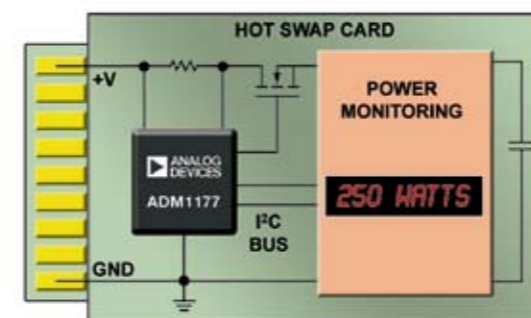 HOT SWAP CARD
+V
POWER
MONITORING
ANALOG
DEVICES
ADM1177
250 WATTS
I²C
BUS
GND